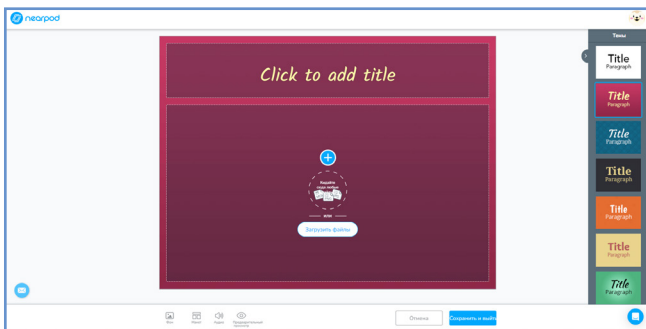 nearpod
Темы
Click to add title
Title
Paragraph
Title
Paragraph
Title
Paragraph
Title
Paragraph
Title
Paragraph
Title
Paragraph
Title
Paragraph
или
Загрузить файлы
Фон
Аудио
Отмена
Сохранить и выйти